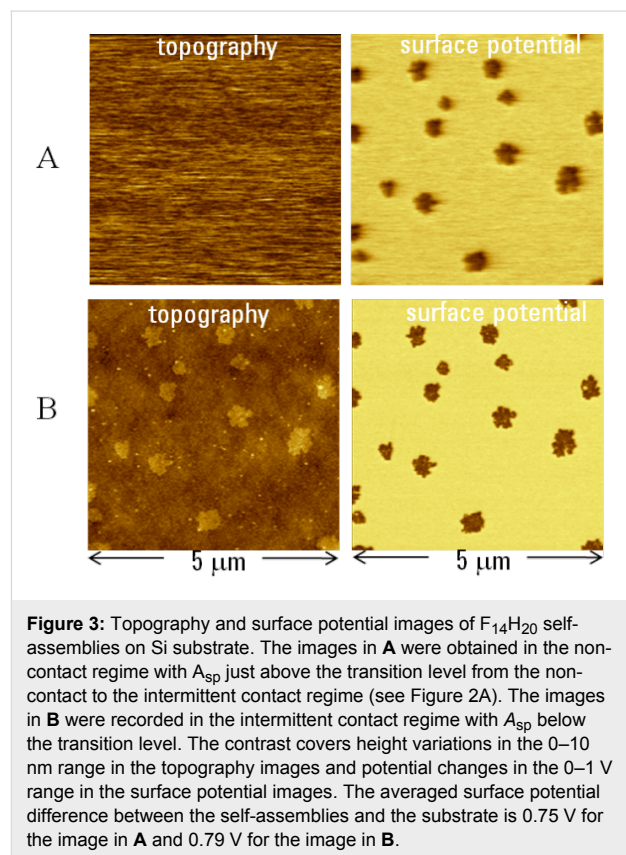 topography surface potential
A
topography surface potential
B
5 μm 5 μm
Figure 3: Topography and surface potential images of F14H20 self-
assemblies on Si substrate. The images in A were obtained in the non-
contact regime with Asp just above the transition level from the non-
contact to the intermittent contact regime (see Figure 2A). The images
in B were recorded in the intermittent contact regime with Asp below
the transition level. The contrast covers height variations in the 0–10
nm range in the topography images and potential changes in the 0–1 V
range in the surface potential images. The averaged surface potential
difference between the self-assemblies and the substrate is 0.75 V for
the image in A and 0.79 V for the image in B.